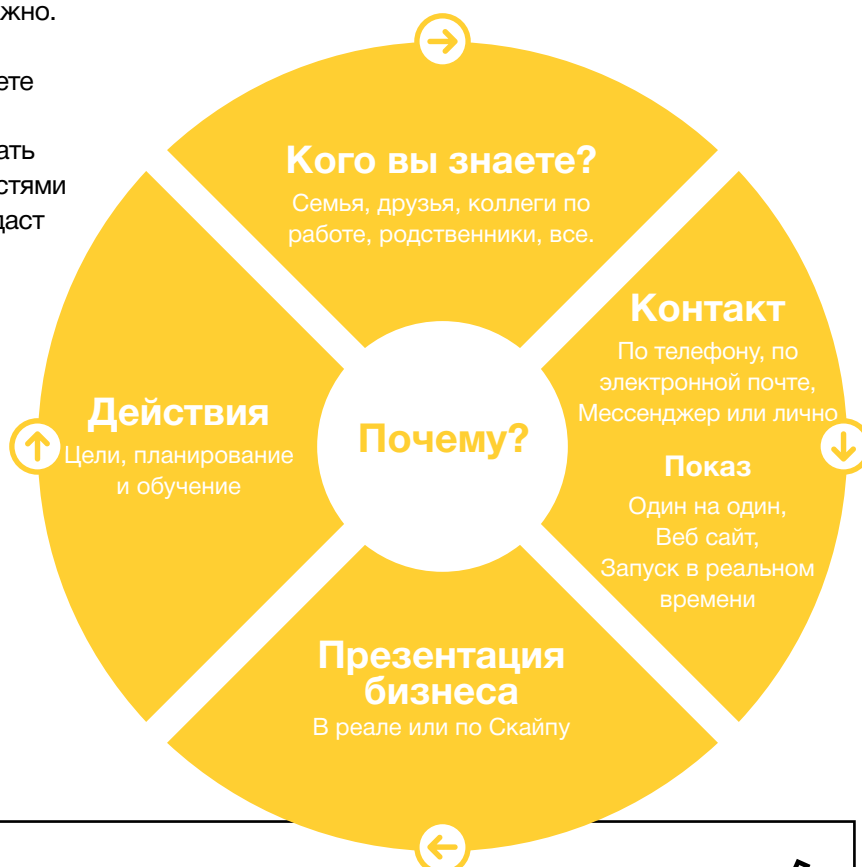 жно.
ете
ать
стями
даст
Кого вы знаете?
Семья, друзья, коллеги по
работе, родственники, все.
Контакт
По телефону, по
электронной почте,
Мессенджер или лично
Показ
Один на один,
Веб сайт,
Запуск в реальном
времени
Презентация
бизнеса
В реале или по Скайпу
Действия
Цели, планирование
и обучение
Почему?